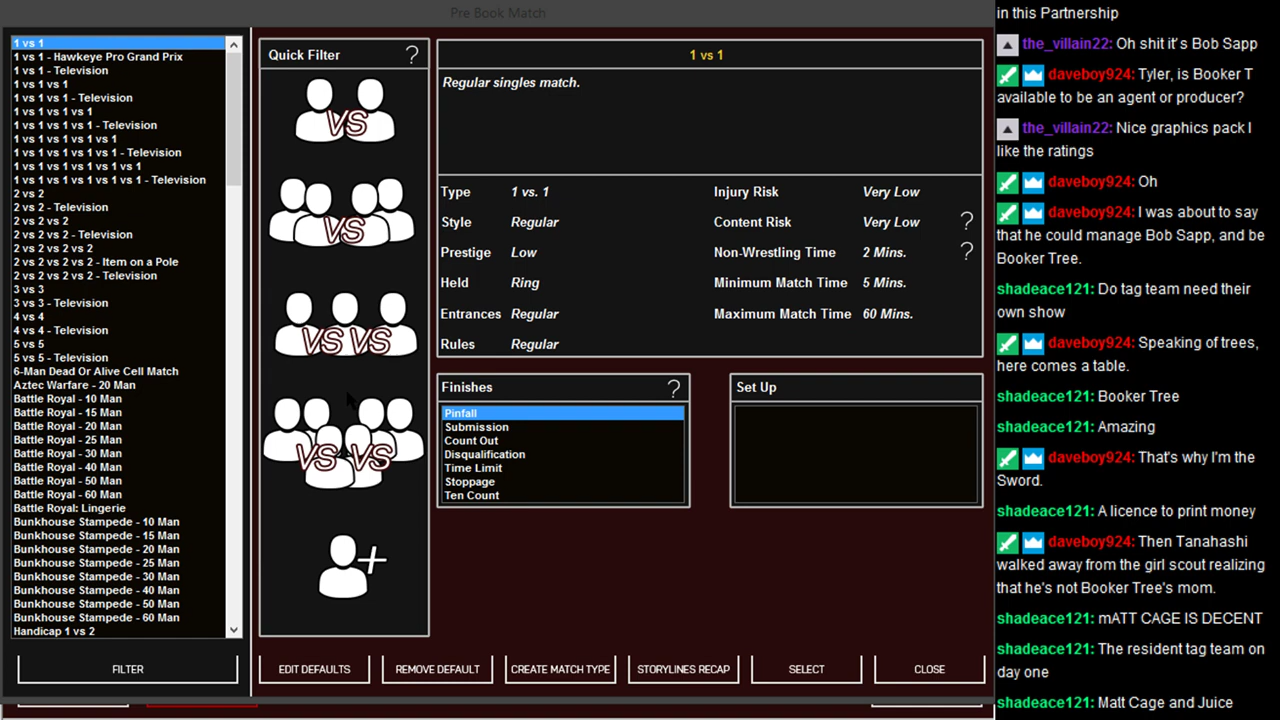 Pre Book Match
1 vs 1
1 vs 1 - Hawkeye Pro Grand Prix
1 vs 1 - Television
1 vs 1 vs 1
1 vs 1 vs 1 - Television
1 vs 1 vs 1 vs 1
1 vs 1 vs 1 vs 1 - Television
1 vs 1 vs 1 vs 1 vs 1
1 vs 1 vs 1 vs 1 vs 1 - Television
1 vs 1 vs 1 vs 1 vs 1 vs 1
1 vs 1 vs 1 vs 1 vs 1 vs 1 - Television
2 vs 2
2 vs 2 - Television
2 vs 2 vs 2
2 vs 2 vs 2 - Television
2 vs 2 vs 2 vs 2
2 vs 2 vs 2 vs 2 - Item on a Pole
2 vs 2 vs 2 vs 2 - Television
3 vs 3
3 vs 3 - Television
4 vs 4
4 vs 4 - Television
5 vs 5
5 vs 5 - Television
6-Man Dead Or Alive Cell Match
Aztec Warfare - 20 Man
Battle Royal - 10 Man
Battle Royal - 15 Man
Battle Royal - 20 Man
Battle Royal - 25 Man
Battle Royal - 30 Man
Battle Royal - 40 Man
Battle Royal - 50 Man
Battle Royal - 60 Man
Battle Royal: Lingerie
Bunkhouse Stampede - 10 Man
Bunkhouse Stampede - 15 Man
Bunkhouse Stampede - 20 Man
Bunkhouse Stampede - 25 Man
Bunkhouse Stampede - 30 Man
Bunkhouse Stampede - 40 Man
Bunkhouse Stampede - 50 Man
Bunkhouse Stampede - 60 Man
Handicap 1 vs 2
FILTER
Quick Filter ?
VS
VS
VS VS
VS VS
+
1 vs 1
Regular singles match.
Type 1 vs. 1 Injury Risk Very Low
Style Regular Content Risk Very Low ?
Prestige Low Non-Wrestling Time 2 Mins. ?
Held Ring Minimum Match Time 5 Mins.
Entrances Regular Maximum Match Time 60 Mins.
Rules Regular
Finishes ?
Pinfall
Submission
Count Out
Disqualification
Time Limit
Stoppage
Ten Count
Set Up
EDIT DEFAULTS REMOVE DEFAULT CREATE MATCH TYPE STORYLINES RECAP SELECT CLOSE
in this Partnership
the_villain22: Oh shit it's Bob Sapp
daveboy924: Tyler, is Booker T
available to be an agent or producer?
the_villain22: Nice graphics pack I
like the ratings
daveboy924: Oh
daveboy924: I was about to say
that he could manage Bob Sapp, and be
Booker Tree.
shadeace121: Do tag team need their
own show
daveboy924: Speaking of trees,
here comes a table.
shadeace121: Booker Tree
shadeace121: Amazing
daveboy924: That's why I'm the
Sword.
shadeace121: A licence to print money
daveboy924: Then Tanahashi
walked away from the girl scout realizing
that he's not Booker Tree's mom.
shadeace121: mATT CAGE IS DECENT
shadeace121: The resident tag team on
day one
shadeace121: Matt Cage and Juice